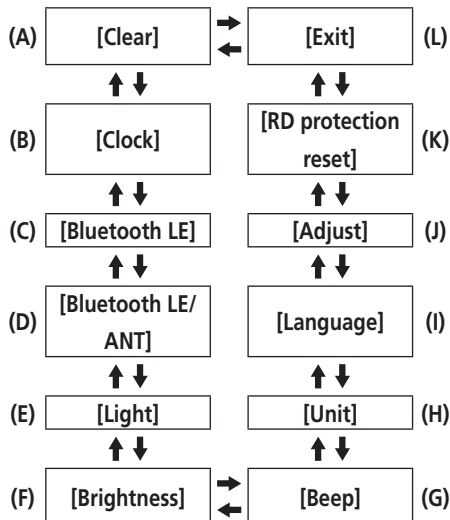 (A) [Clear] [Exit] (L)
(B) [Clock] [RD protection
reset] (K)
(C) [Bluetooth LE] [Adjust] (J)
(D) [Bluetooth LE/
ANT] [Language] (I)
(E) [Light] [Unit] (H)
(F) [Brightness] [Beep] (G)